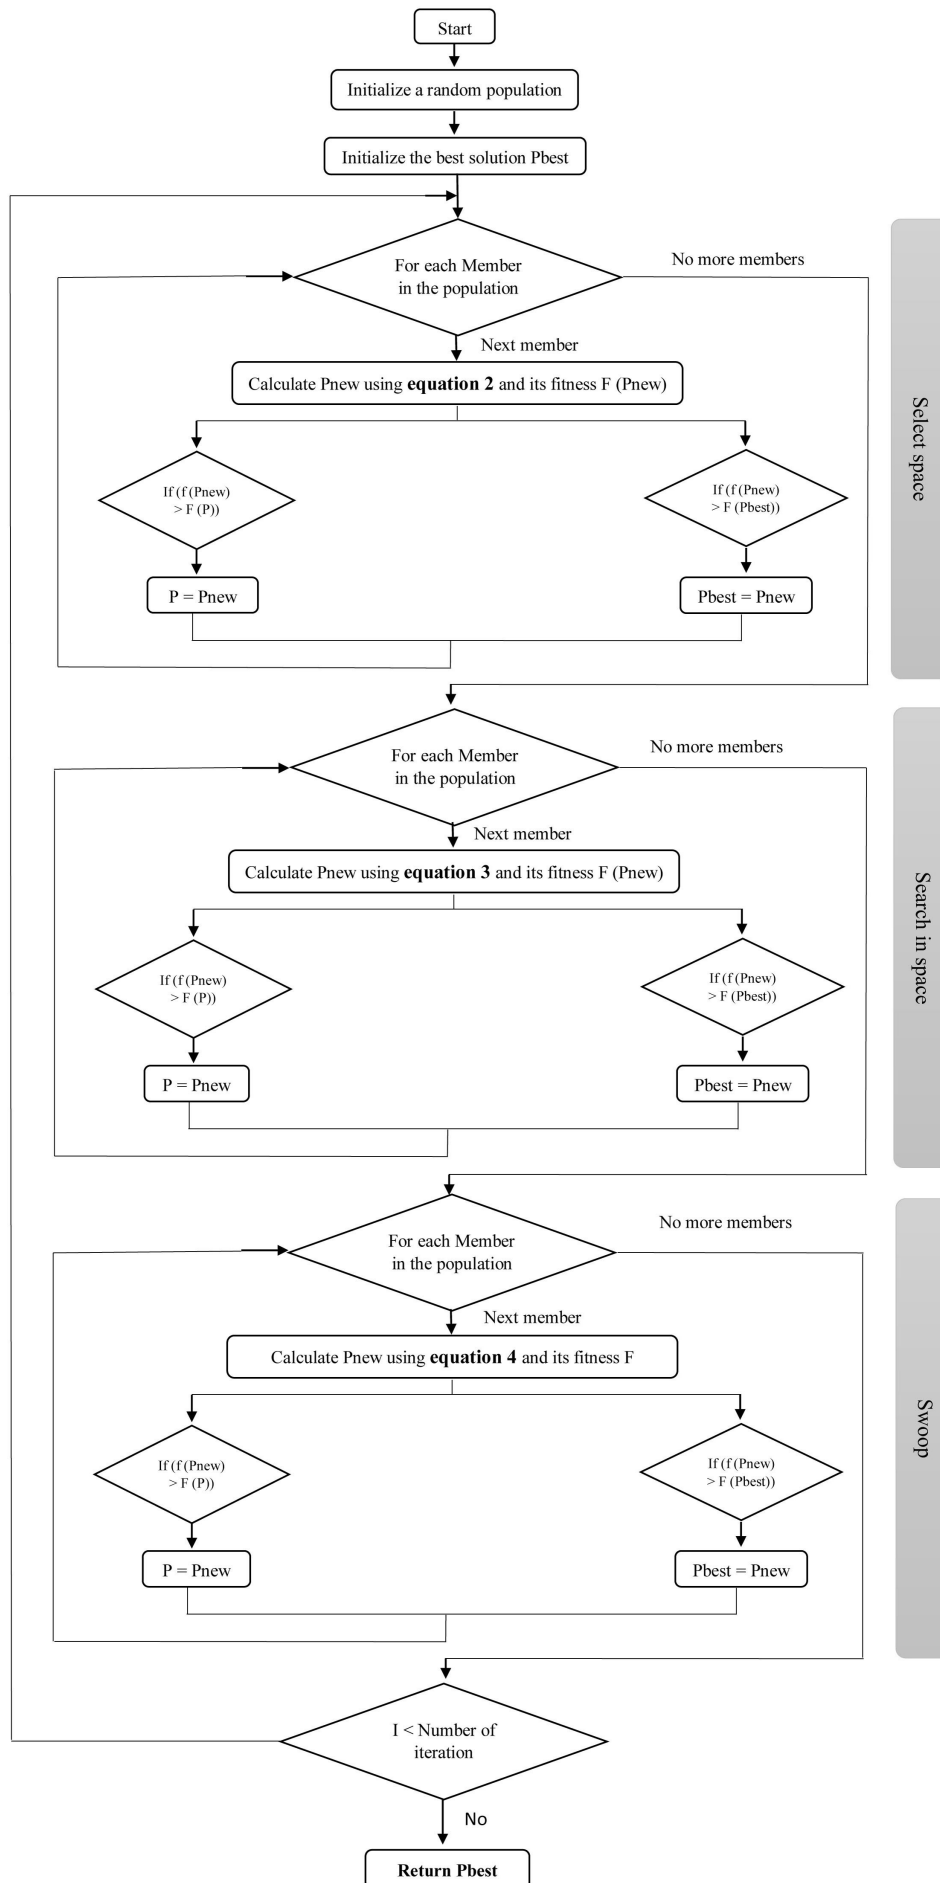 Start
Initialize a random population
Initialize the best solution Pbest
For each Member
in the population
No more members
Next member
Calculate Pnew using equation 2 and its fitness F (Pnew)
If (f (Pnew)
> F (P))
If (f (Pnew)
> F (Pbest))
P = Pnew
Pbest = Pnew
Select space
For each Member
in the population
No more members
Next member
Calculate Pnew using equation 3 and its fitness F (Pnew)
If (f (Pnew)
> F (P))
If (f (Pnew)
> F (Pbest))
P = Pnew
Pbest = Pnew
Search in space
For each Member
in the population
No more members
Next member
Calculate Pnew using equation 4 and its fitness F
If (f (Pnew)
> F (P))
If (f (Pnew)
> F (Pbest))
P = Pnew
Pbest = Pnew
Swoop
I < Number of
iteration
No
Return Pbest